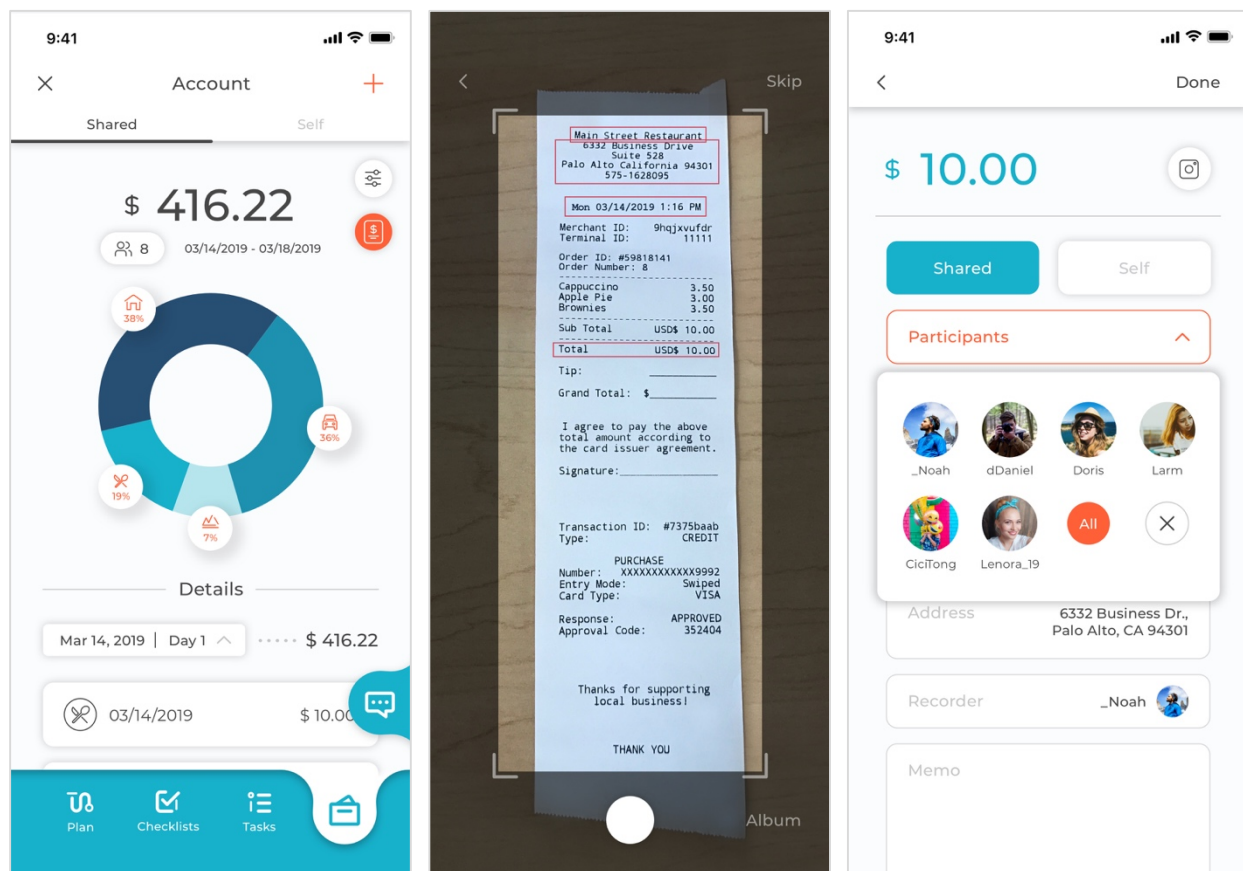 9:41
Account
Shared Self
$ 416.22
8 03/14/2019 - 03/18/2019
38%
36%
19%
7%
Details
Mar 14, 2019 | Day 1 ····· $ 416.22
03/14/2019 $ 10.00
Plan Checklists Tasks
Skip
Main Street Restaurant
6332 Business Drive
Suite 528
Palo Alto California 94301
575-1628095
Mon 03/14/2019 1:16 PM
Merchant ID: 9hqjxvufdr
Terminal ID: 11111
Order ID: #59818141
Order Number: 8
Cappuccino 3.50
Apple Pie 3.00
Brownies 3.50
Sub Total USD$ 10.00
Total USD$ 10.00
Tip:
Grand Total: $
I agree to pay the above
total amount according to
the card issuer agreement.
Signature:
Transaction ID: #7375baab
Type: CREDIT
PURCHASE
Number: XXXXXXXXXXXX9992
Entry Mode: Swiped
Card Type: VISA
Response: APPROVED
Approval Code: 352404
Thanks for supporting
local business!
THANK YOU
Album
9:41
Done
$ 10.00
Shared Self
Participants
_Noah dDaniel Doris Larm
CiciTong Lenora_19 All
Address 6332 Business Dr.,
Palo Alto, CA 94301
Recorder _Noah
Memo